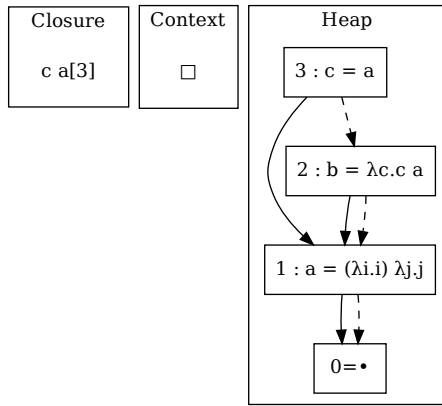 Closure
c a[3]
Context
□
Heap
3 : c = a
2 : b = λc.c a
1 : a = (λi.i) λj.j
0=•